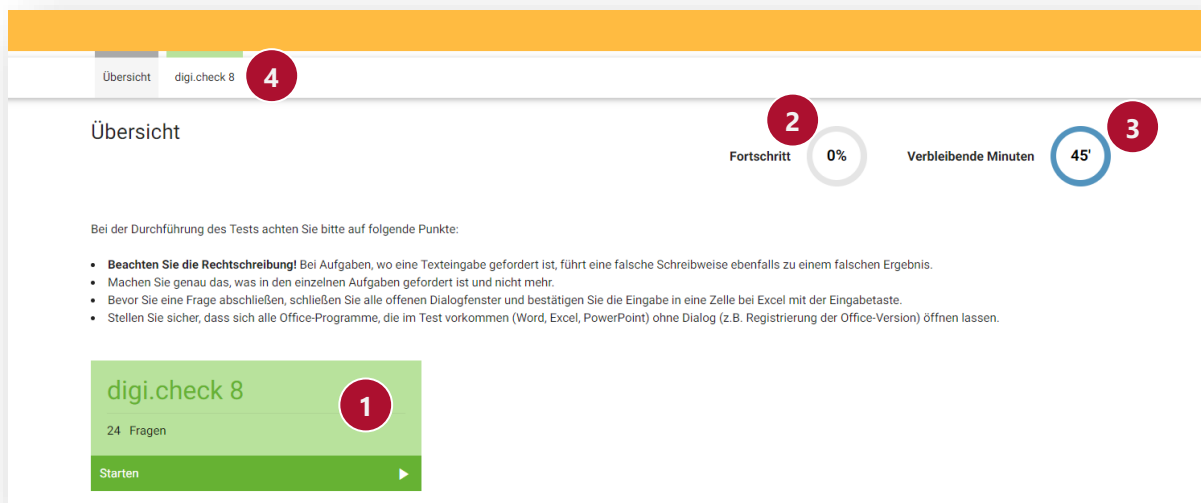 Übersicht digi.check 8 4
Übersicht
2 3
Fortschritt 0% Verbleibende Minuten 45'
Bei der Durchführung des Tests achten Sie bitte auf folgende Punkte:
• Beachten Sie die Rechtschreibung! Bei Aufgaben, wo eine Texteingabe gefordert ist, führt eine falsche Schreibweise ebenfalls zu einem falschen Ergebnis.
• Machen Sie genau das, was in den einzelnen Aufgaben gefordert ist und nicht mehr.
• Bevor Sie eine Frage abschließen, schließen Sie alle offenen Dialogfenster und bestätigen Sie die Eingabe in eine Zelle bei Excel mit der Eingabetaste.
• Stellen Sie sicher, dass sich alle Office-Programme, die im Test vorkommen (Word, Excel, PowerPoint) ohne Dialog (z.B. Registrierung der Office-Version) öffnen lassen.
digi.check 8
1
24 Fragen
Starten